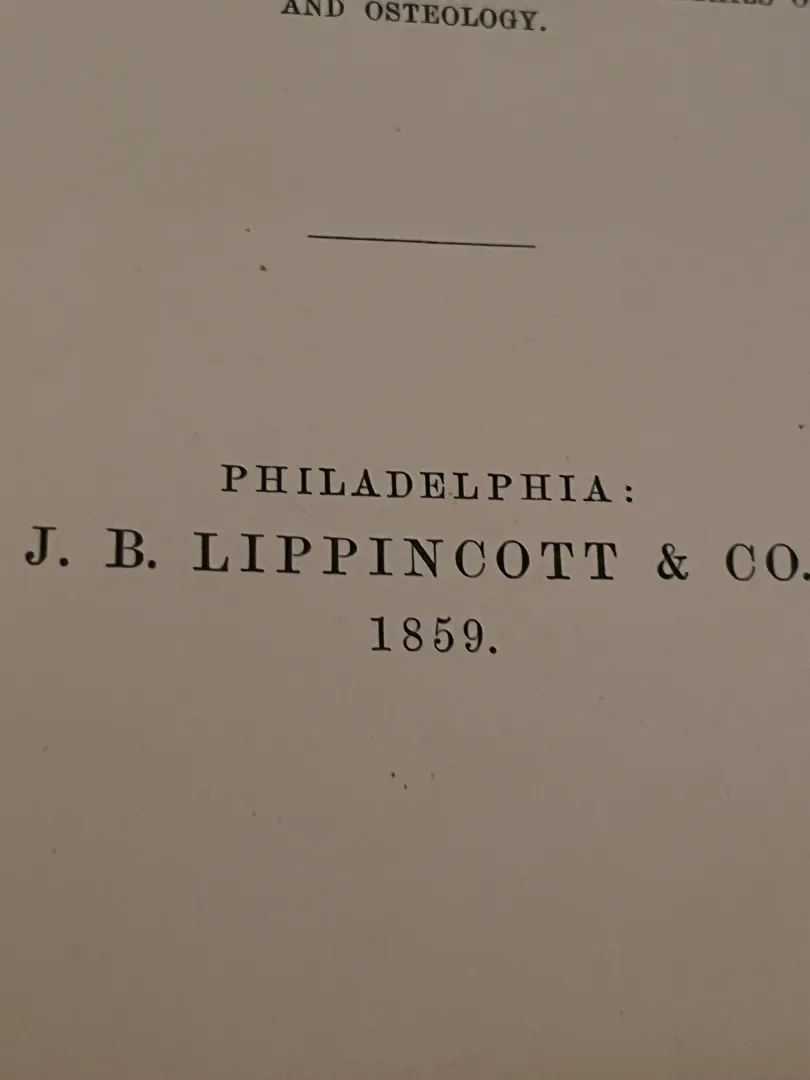 AND OSTEOLOGY.
PHILADELPHIA:
J. B. LIPPINCOTT & CO.
1859.